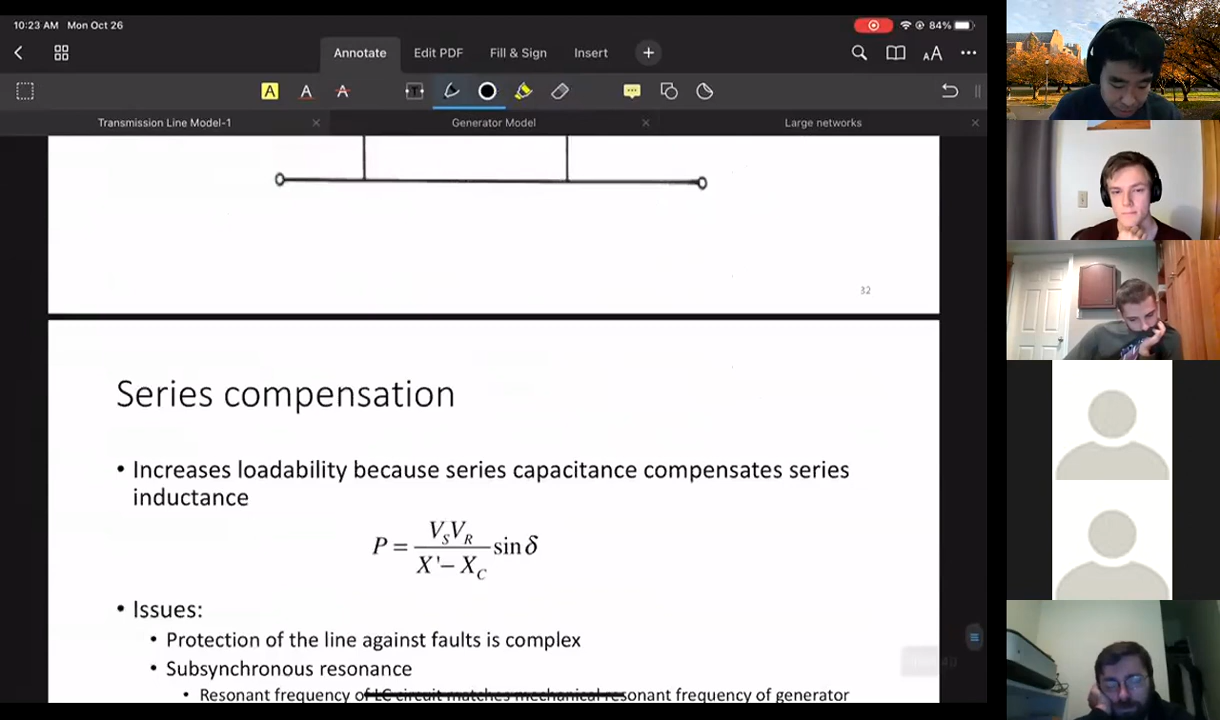 10:23 AM Mon Oct 26
84%
Annotate
Edit PDF
Fill & Sign
Insert
+
AA
A
A
A
T
Transmission Line Model-1
Generator Model
Large networks
32
Series compensation
• Increases loadability because series capacitance compensates series
inductance
P = V_S V_R / X'– X_C sin δ
• Issues:
• Protection of the line against faults is complex
• Subsynchronous resonance
• Resonant frequency of LC circuit matches mechanical resonant frequency of generator